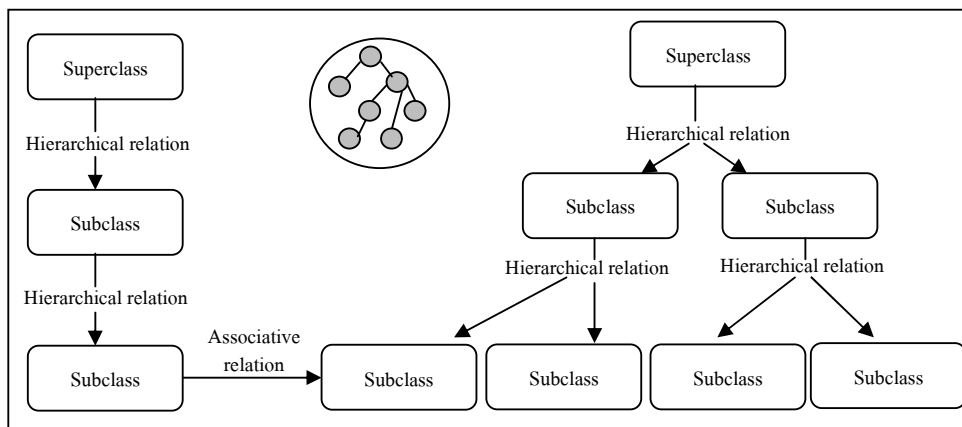 Superclass
Superclass
Hierarchical relation
Hierarchical relation
Subclass
Subclass
Subclass
Hierarchical relation
Hierarchical relation
Hierarchical relation
Associative
relation
Subclass
Subclass
Subclass
Subclass
Subclass